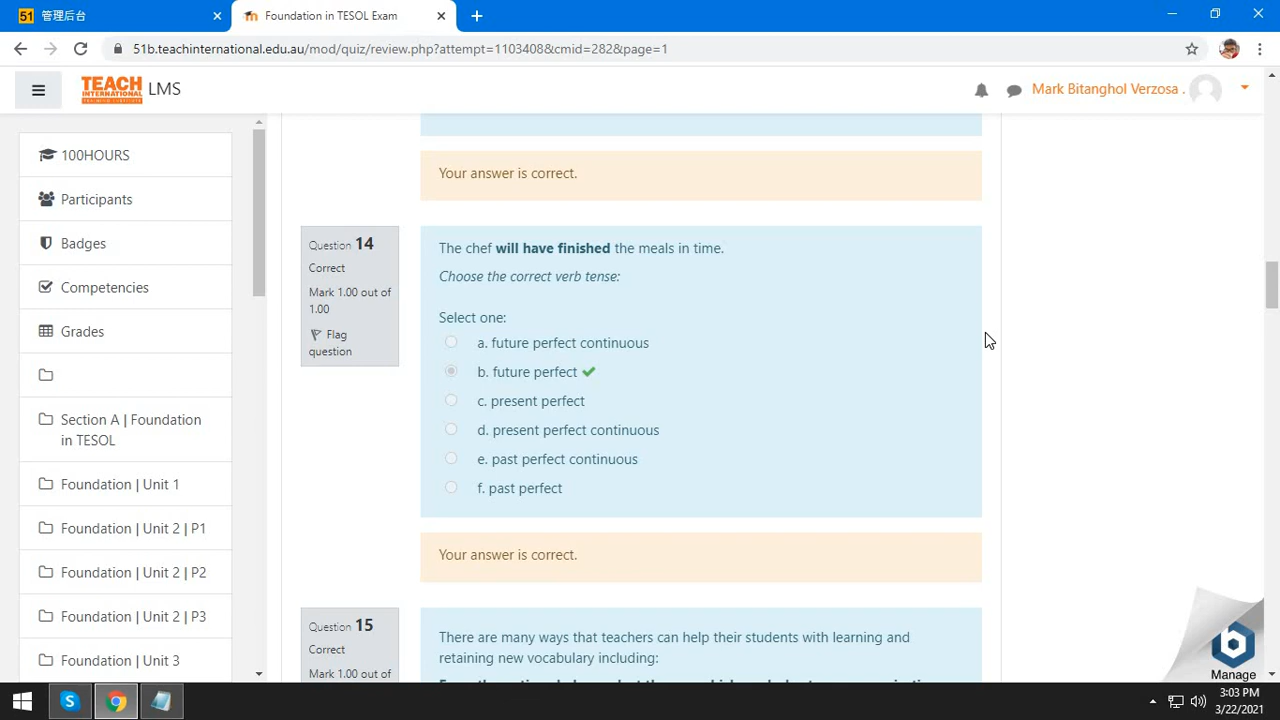 51 管理后台
Foundation in TESOL Exam
51b.teachinternational.edu.au/mod/quiz/review.php?attempt=1103408&cmid=282&page=1
TEACH
INTERNATIONAL
LMS
Mark Bitanghol Verzosa .
100HOURS
Participants
Badges
Competencies
Grades
Section A | Foundation
in TESOL
Foundation | Unit 1
Foundation | Unit 2 | P1
Foundation | Unit 2 | P2
Foundation | Unit 2 | P3
Foundation | Unit 3
Your answer is correct.
Question 14
Correct
Mark 1.00 out of
1.00
Flag
question
The chef will have finished the meals in time.
Choose the correct verb tense:
Select one:
a. future perfect continuous
b. future perfect
c. present perfect
d. present perfect continuous
e. past perfect continuous
f. past perfect
Your answer is correct.
Question 15
Correct
Mark 1.00 out of
There are many ways that teachers can help their students with learning and
retaining new vocabulary including:
Manage
3:03 PM
3/22/2021